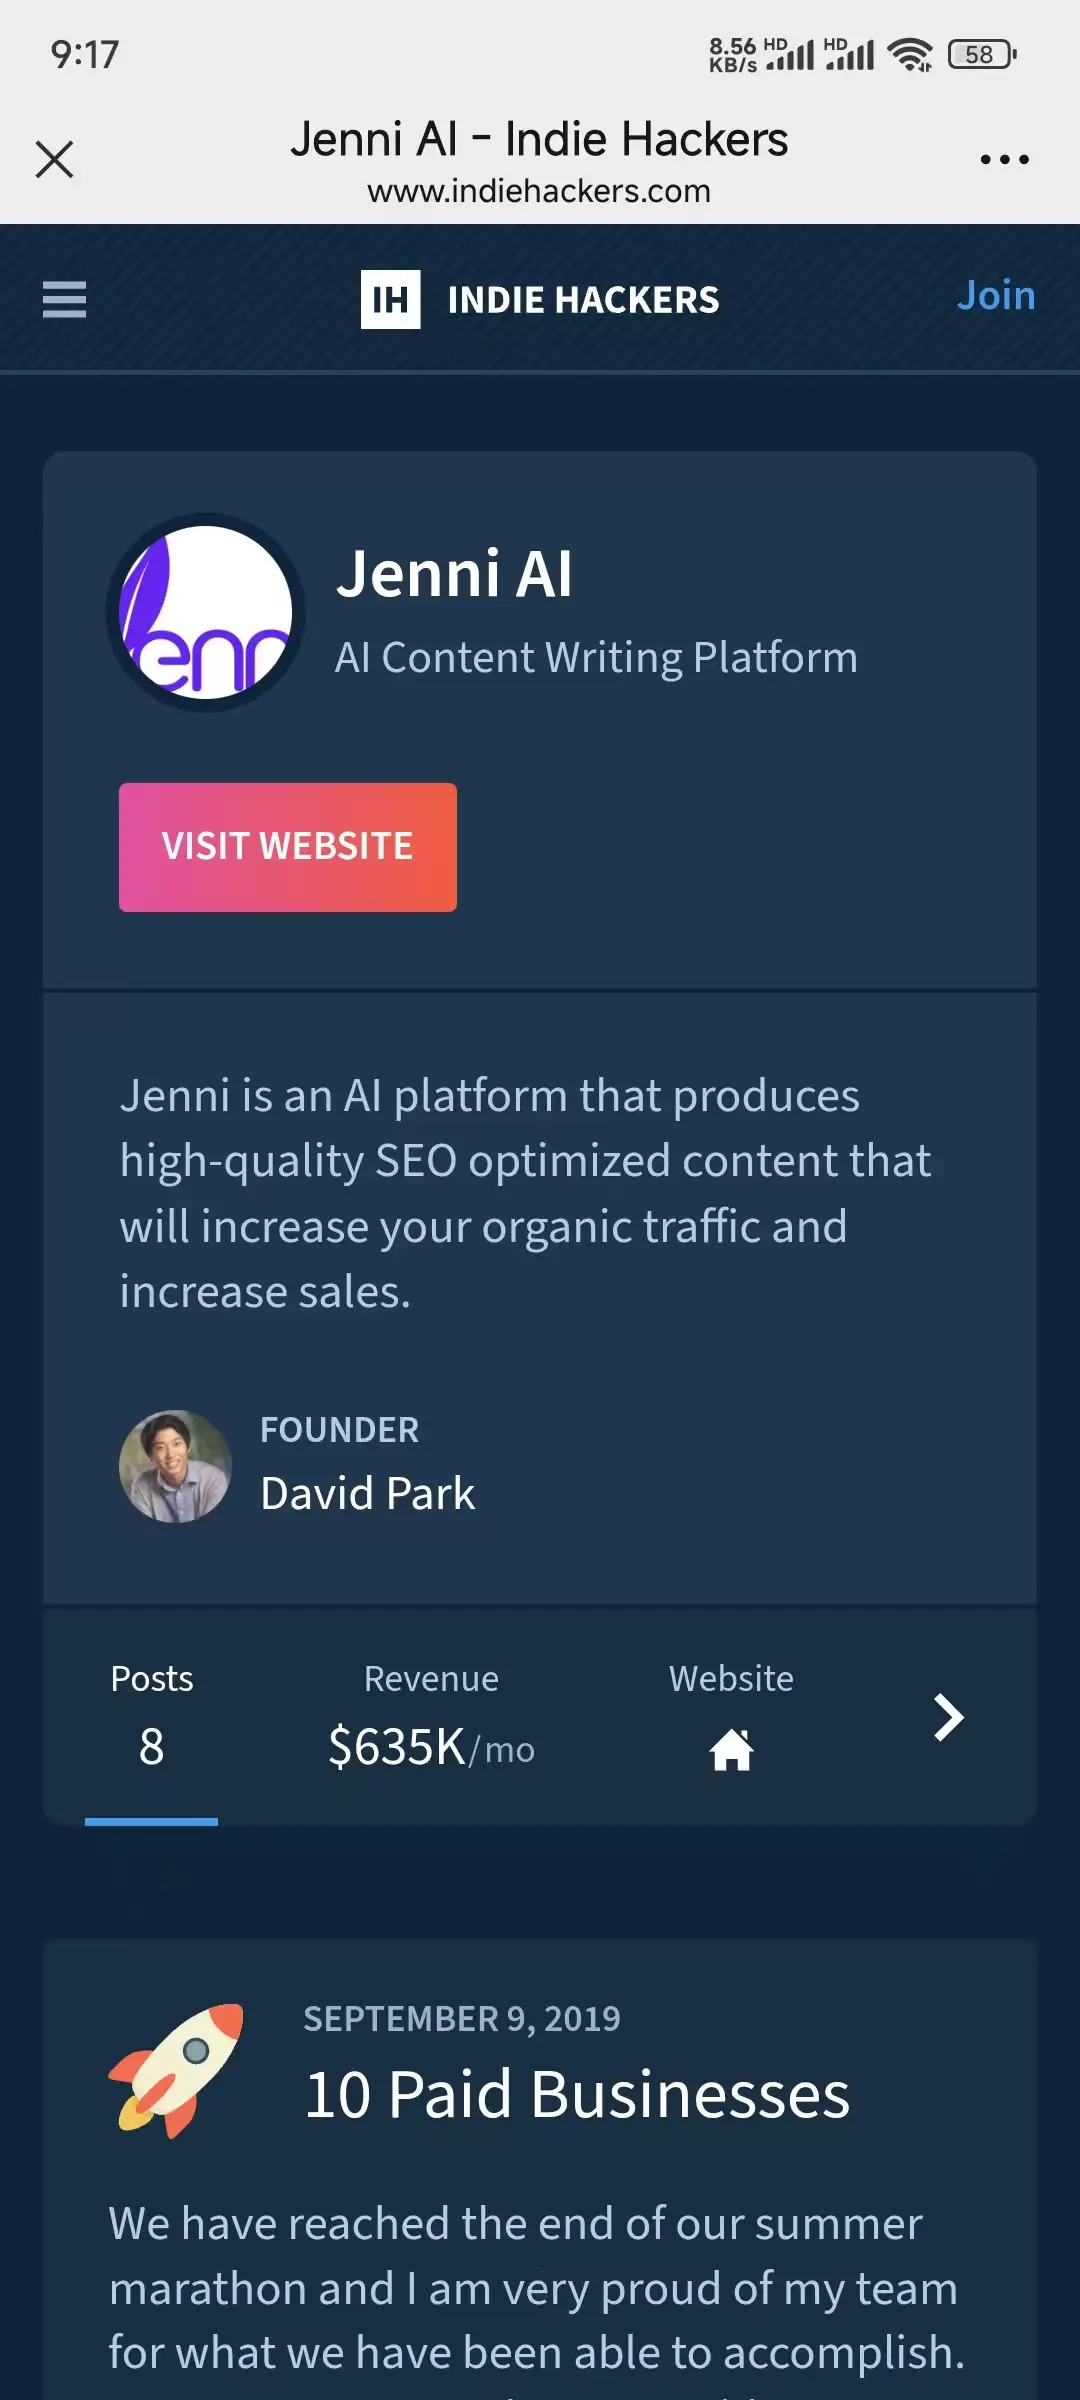 9:17
8.56 KB/s HD HD 58
Jenni AI – Indie Hackers
www.indiehackers.com
IH INDIE HACKERS
Join
enn
Jenni AI
AI Content Writing Platform
VISIT WEBSITE
Jenni is an AI platform that produces
high-quality SEO optimized content that
will increase your organic traffic and
increase sales.
FOUNDER
David Park
Posts Revenue Website
8 $635K/mo
SEPTEMBER 9, 2019
10 Paid Businesses
We have reached the end of our summer
marathon and I am very proud of my team
for what we have been able to accomplish.